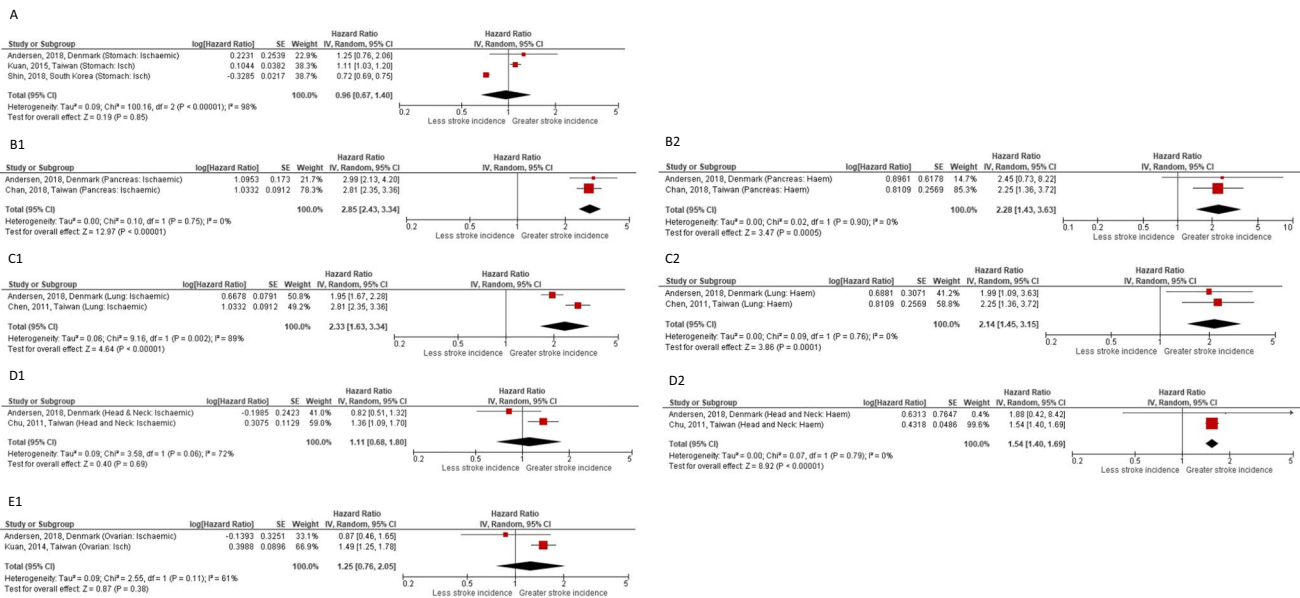 A
Hazard Ratio Hazard Ratio
Study or Subgroup log[Hazard Ratio] SE Weight IV, Random, 95% CI IV, Random, 95% CI
Andersen, 2018, Denmark (Stomach: Ischaemic) 0.2231 0.2539 22.9% 1.25 [0.76, 2.06]
Kuan, 2015, Taiwan (Stomach: Isch) 0.1044 0.0382 38.3% 1.11 [1.03, 1.20]
Shin, 2018, South Korea (Stomach: Isch) -0.3285 0.0217 38.7% 0.72 [0.69, 0.75]
Total (95% CI) 100.0% 0.96 [0.67, 1.40]
Heterogeneity: Tau² = 0.09; Chi² = 100.16, df = 2 (P < 0.00001); I² = 98%
Test for overall effect: Z = 0.19 (P = 0.85)
0.2 1 5
Less stroke incidence Greater stroke incidence
B1
Hazard Ratio Hazard Ratio
Study or Subgroup log[Hazard Ratio] SE Weight IV, Random, 95% CI IV, Random, 95% CI
Andersen, 2018, Denmark (Pancreas: Ischaemic) 1.0953 0.173 21.7% 2.99 [2.13, 4.20]
Chan, 2018, Taiwan (Pancreas: Ischaemic) 1.0332 0.0912 78.3% 2.81 [2.35, 3.36]
Total (95% CI) 100.0% 2.85 [2.43, 3.34]
Heterogeneity: Tau² = 0.00; Chi² = 0.10, df = 1 (P = 0.75); I² = 0%
Test for overall effect: Z = 12.97 (P < 0.00001)
0.2 1 5
Less stroke incidence Greater stroke incidence
B2
Hazard Ratio Hazard Ratio
Study or Subgroup log[Hazard Ratio] SE Weight IV, Random, 95% CI IV, Random, 95% CI
Andersen, 2018, Denmark (Pancreas: Haem) 0.8961 0.6178 14.7% 2.45 [0.73, 8.22]
Chan, 2018, Taiwan (Pancreas: Haem) 0.8109 0.2569 85.3% 2.25 [1.36, 3.72]
Total (95% CI) 100.0% 2.28 [1.43, 3.63]
Heterogeneity: Tau² = 0.00; Chi² = 0.02, df = 1 (P = 0.90); I² = 0%
Test for overall effect: Z = 3.47 (P = 0.0005)
0.1 0.2 1 5 10
Less stroke incidence Greater stroke incidence
C1
Hazard Ratio Hazard Ratio
Study or Subgroup log[Hazard Ratio] SE Weight IV, Random, 95% CI IV, Random, 95% CI
Andersen, 2018, Denmark (Lung: Ischaemic) 0.6678 0.0791 50.8% 1.95 [1.67, 2.28]
Chen, 2011, Taiwan (Lung: Ischaemic) 1.0332 0.0912 49.2% 2.81 [2.35, 3.36]
Total (95% CI) 100.0% 2.33 [1.63, 3.34]
Heterogeneity: Tau² = 0.06; Chi² = 9.16, df = 1 (P = 0.002); I² = 89%
Test for overall effect: Z = 4.64 (P < 0.00001)
0.2 1 5
Less stroke incidence Greater stroke incidence
C2
Hazard Ratio Hazard Ratio
Study or Subgroup log[Hazard Ratio] SE Weight IV, Random, 95% CI IV, Random, 95% CI
Andersen, 2018, Denmark (Lung: Haem) 0.6881 0.3071 41.2% 1.99 [1.09, 3.63]
Chen, 2011, Taiwan (Lung: Haem) 0.8109 0.2569 58.8% 2.25 [1.36, 3.72]
Total (95% CI) 100.0% 2.14 [1.45, 3.15]
Heterogeneity: Tau² = 0.00; Chi² = 0.09, df = 1 (P = 0.76); I² = 0%
Test for overall effect: Z = 3.86 (P = 0.0001)
0.2 1 5
Less stroke incidence Greater stroke incidence
D1
Hazard Ratio Hazard Ratio
Study or Subgroup log[Hazard Ratio] SE Weight IV, Random, 95% CI IV, Random, 95% CI
Andersen, 2018, Denmark (Head & Neck: Ischaemic) -0.1985 0.2423 41.0% 0.82 [0.51, 1.32]
Chu, 2011, Taiwan (Head and Neck: Ischaemic) 0.3075 0.1129 59.0% 1.36 [1.09, 1.70]
Total (95% CI) 100.0% 1.11 [0.68, 1.80]
Heterogeneity: Tau² = 0.09; Chi² = 3.58, df = 1 (P = 0.06); I² = 72%
Test for overall effect: Z = 0.40 (P = 0.69)
0.2 1 5
Less stroke incidence Greater stroke incidence
D2
Hazard Ratio Hazard Ratio
Study or Subgroup log[Hazard Ratio] SE Weight IV, Random, 95% CI IV, Random, 95% CI
Andersen, 2018, Denmark (Head and Neck: Haem) 0.6313 0.7647 0.4% 1.88 [0.42, 8.42]
Chu, 2011, Taiwan (Head and Neck: Haem) 0.4318 0.0486 99.6% 1.54 [1.40, 1.69]
Total (95% CI) 100.0% 1.54 [1.40, 1.69]
Heterogeneity: Tau² = 0.00; Chi² = 0.07, df = 1 (P = 0.79); I² = 0%
Test for overall effect: Z = 8.92 (P < 0.00001)
0.2 1 5
Less stroke incidence Greater stroke incidence
E1
Hazard Ratio Hazard Ratio
Study or Subgroup log[Hazard Ratio] SE Weight IV, Random, 95% CI IV, Random, 95% CI
Andersen, 2018, Denmark (Ovarian: Ischaemic) -0.1393 0.3251 33.1% 0.87 [0.46, 1.65]
Kuan, 2014, Taiwan (Ovarian: Isch) 0.3988 0.0896 66.9% 1.49 [1.25, 1.78]
Total (95% CI) 100.0% 1.25 [0.76, 2.05]
Heterogeneity: Tau² = 0.09; Chi² = 2.55, df = 1 (P = 0.11); I² = 61%
Test for overall effect: Z = 0.87 (P = 0.38)
0.2 1 5
Less stroke incidence Greater stroke incidence